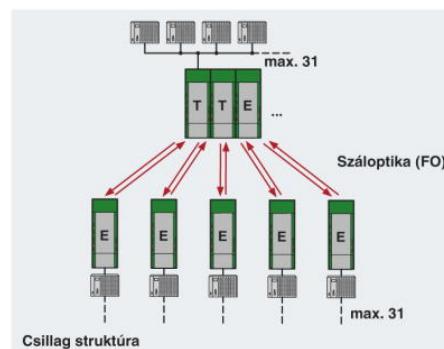 max. 31
T T E ...
Száloptika (FO)
E E E E E
max. 31
Csillag struktúra